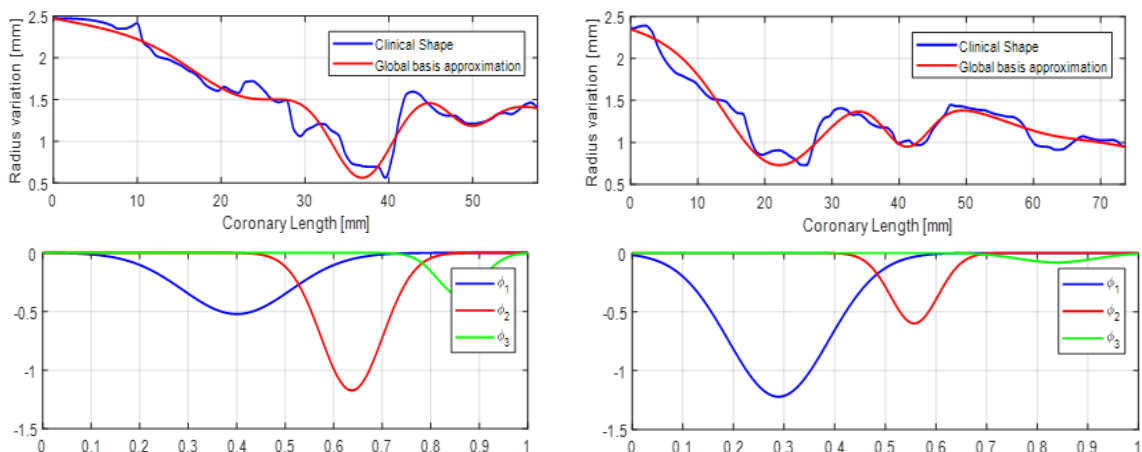 Radius variation [mm]
2.5
2
1.5
1
0.5
Clinical Shape
Global basis approximation
0 10 20 30 40 50
Coronary Length [mm]
Radius variation [mm]
2.5
2
1.5
1
0.5
Clinical Shape
Global basis approximation
0 10 20 30 40 50 60 70
Coronary Length [mm]
0
-0.5
-1
-1.5
ϕ1
ϕ2
ϕ3
0 0.1 0.2 0.3 0.4 0.5 0.6 0.7 0.8 0.9 1
0
-0.5
-1
-1.5
ϕ1
ϕ2
ϕ3
0 0.1 0.2 0.3 0.4 0.5 0.6 0.7 0.8 0.9 1